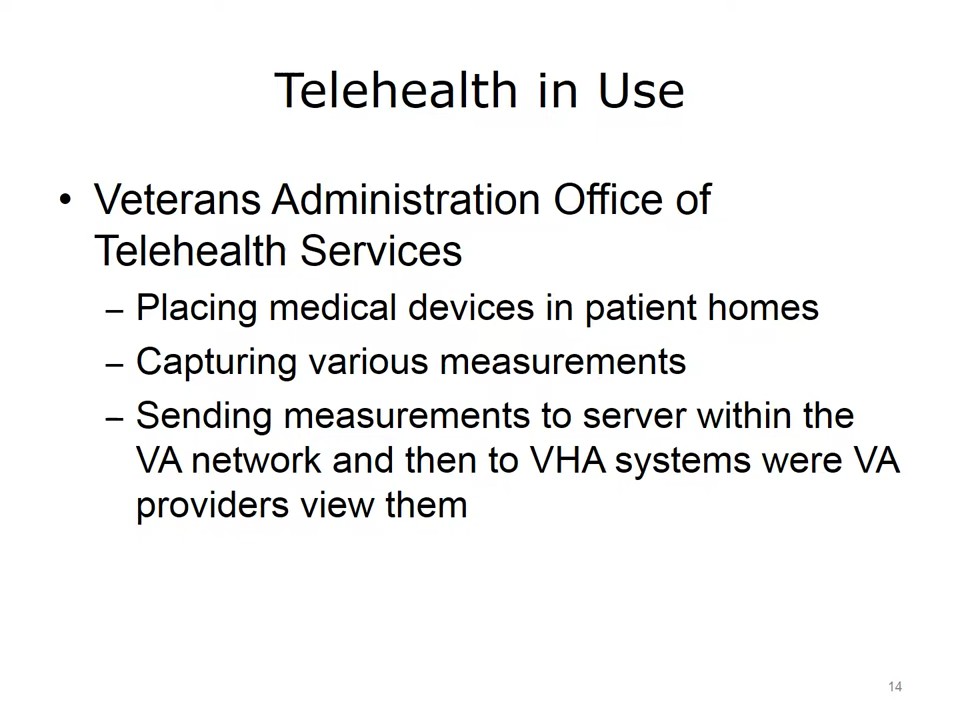 Telehealth in Use
• Veterans Administration Office of
Telehealth Services
– Placing medical devices in patient homes
– Capturing various measurements
– Sending measurements to server within the
VA network and then to VHA systems were VA
providers view them
14